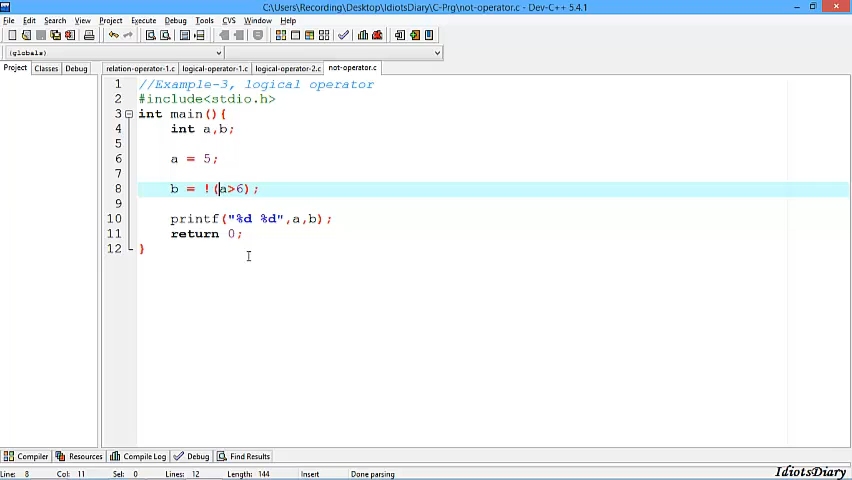 C:\Users\Recording\Desktop\IdiotsDiary\C-Prg\not-operator.c - Dev-C++ 5.4.1
File Edit Search View Project Execute Debug Tools CVS Window Help
(globals)
Project Classes Debug relation-operator-1.c logical-operator-1.c logical-operator-2.c not-operator.c
1 //Example-3, logical operator
2 #include<stdio.h>
3 int main(){
4 int a,b;
5
6 a = 5;
7
8 b = !(a>6);
9
10 printf("%d %d",a,b);
11 return 0;
12 }
Compiler Resources Compile Log Debug Find Results
Line: 8 Col: 11 Sel: 0 Lines: 12 Length: 144 Insert Done parsing
IdiotsDiary